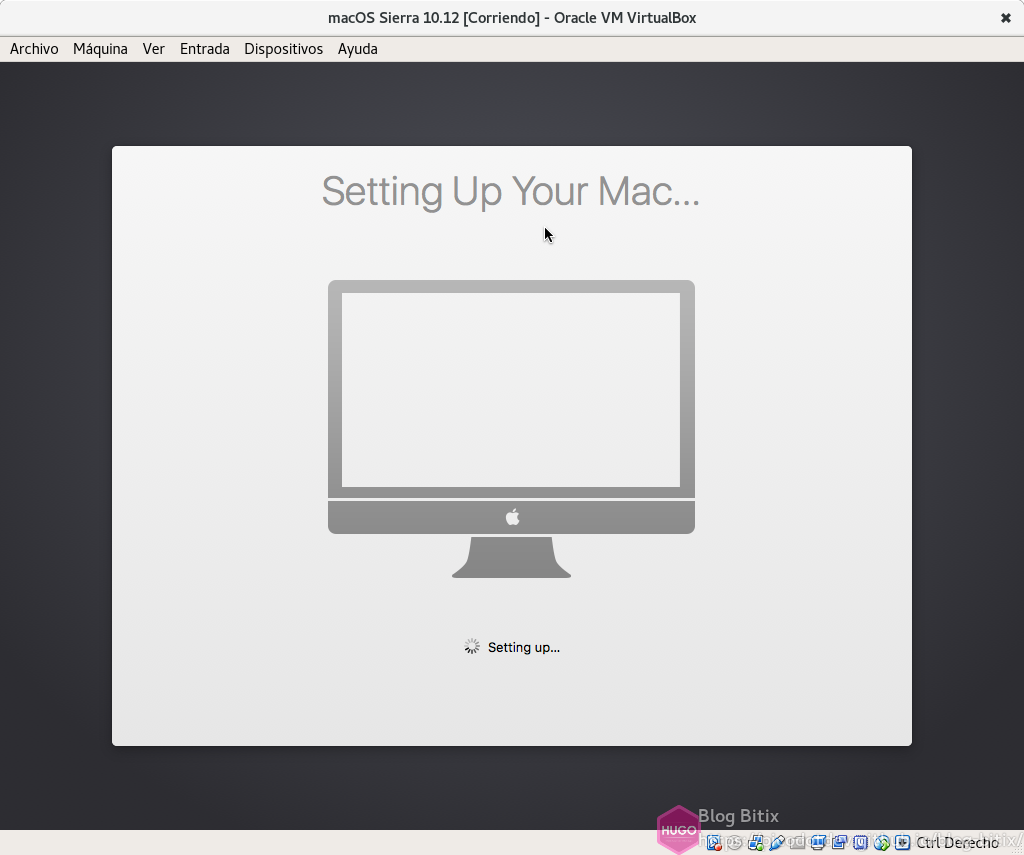 macOS Sierra 10.12 [Corriendo] - Oracle VM VirtualBox
Archivo Máquina Ver Entrada Dispositivos Ayuda
Setting Up Your Mac...
Setting up...
Blog Bitix
HUGO
Ctrl Derecho